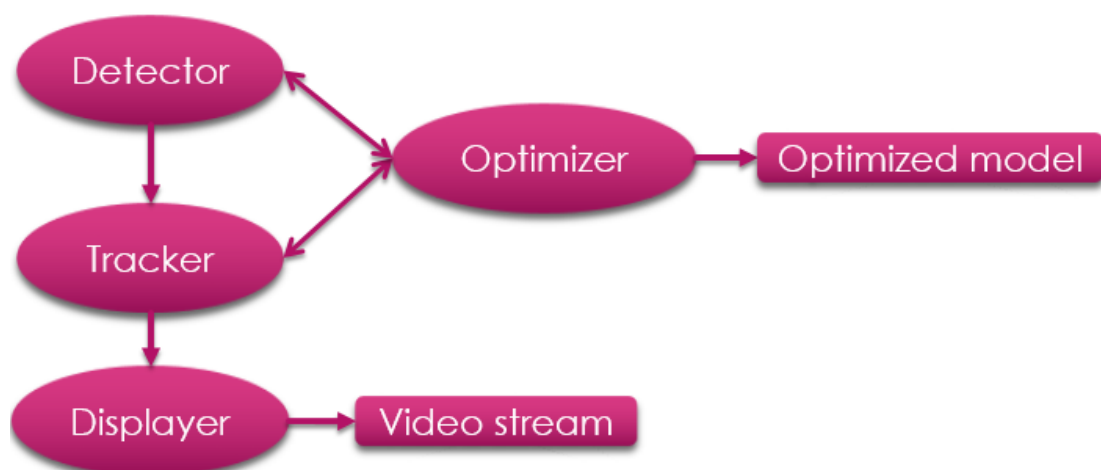 Detector
Optimizer
Optimized model
Tracker
Displayer
Video stream